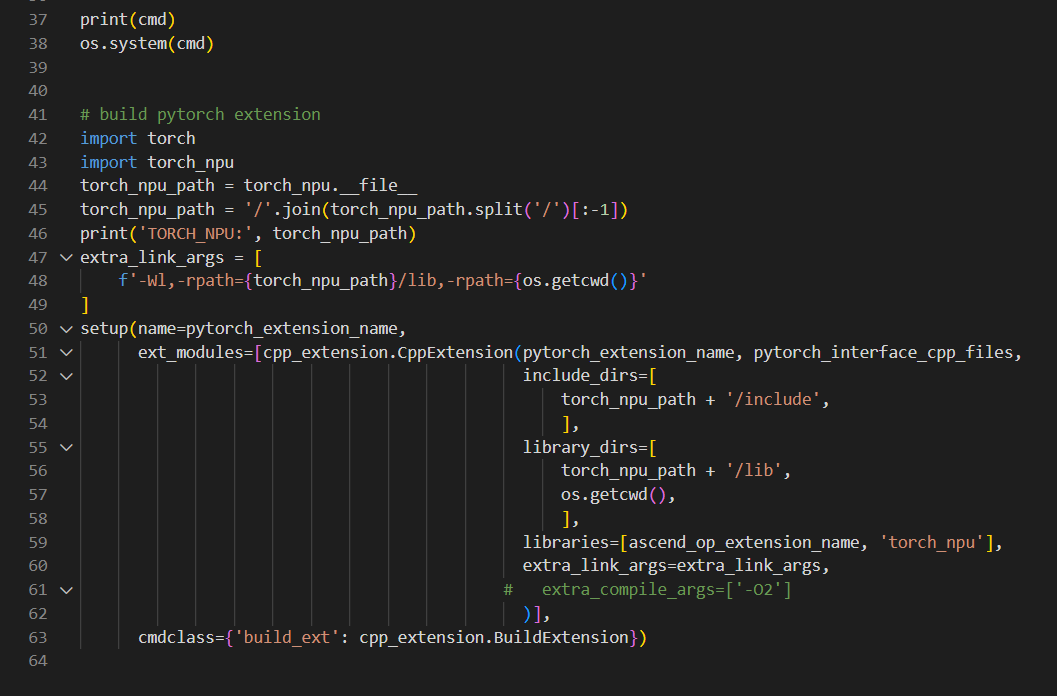 37 print(cmd)
38 os.system(cmd)
39
40
41 # build pytorch extension
42 import torch
43 import torch_npu
44 torch_npu_path = torch_npu.__file__
45 torch_npu_path = '/'.join(torch_npu_path.split('/')[:-1])
46 print('TORCH_NPU:', torch_npu_path)
47 extra_link_args = [
48     f'-Wl,-rpath={torch_npu_path}/lib,-rpath={os.getcwd()}'
49 ]
50 setup(name=pytorch_extension_name,
51       ext_modules=[cpp_extension.CppExtension(pytorch_extension_name, pytorch_interface_cpp_files,
52                                               include_dirs=[
53                                                   torch_npu_path + '/include',
54                                                   ],
55                                               library_dirs=[
56                                                   torch_npu_path + '/lib',
57                                                   os.getcwd(),
58                                                   ],
59                                               libraries=[ascend_op_extension_name, 'torch_npu'],
60                                               extra_link_args=extra_link_args,
61                                             #   extra_compile_args=['-O2']
62                                               )],
63       cmdclass={'build_ext': cpp_extension.BuildExtension})
64